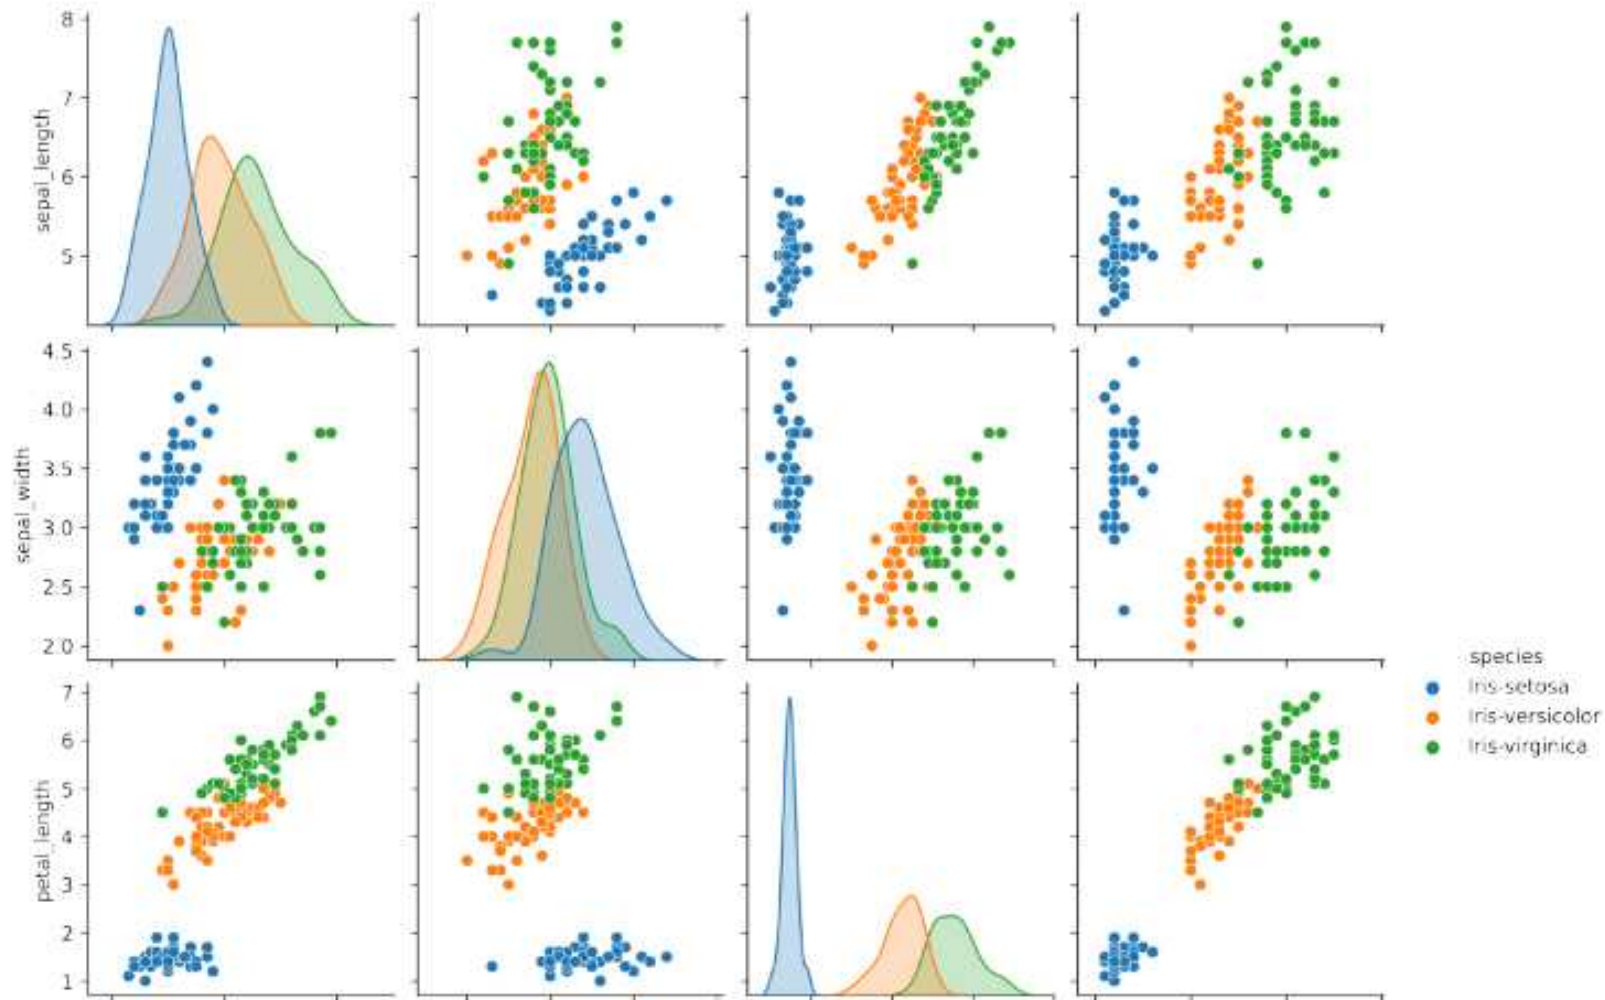 8
7
6
5
sepal_length
4.5
4.0
3.5
3.0
2.5
2.0
sepal_width
7
6
5
4
3
2
1
petal_length
species
Iris-setosa
Iris-versicolor
Iris-virginica